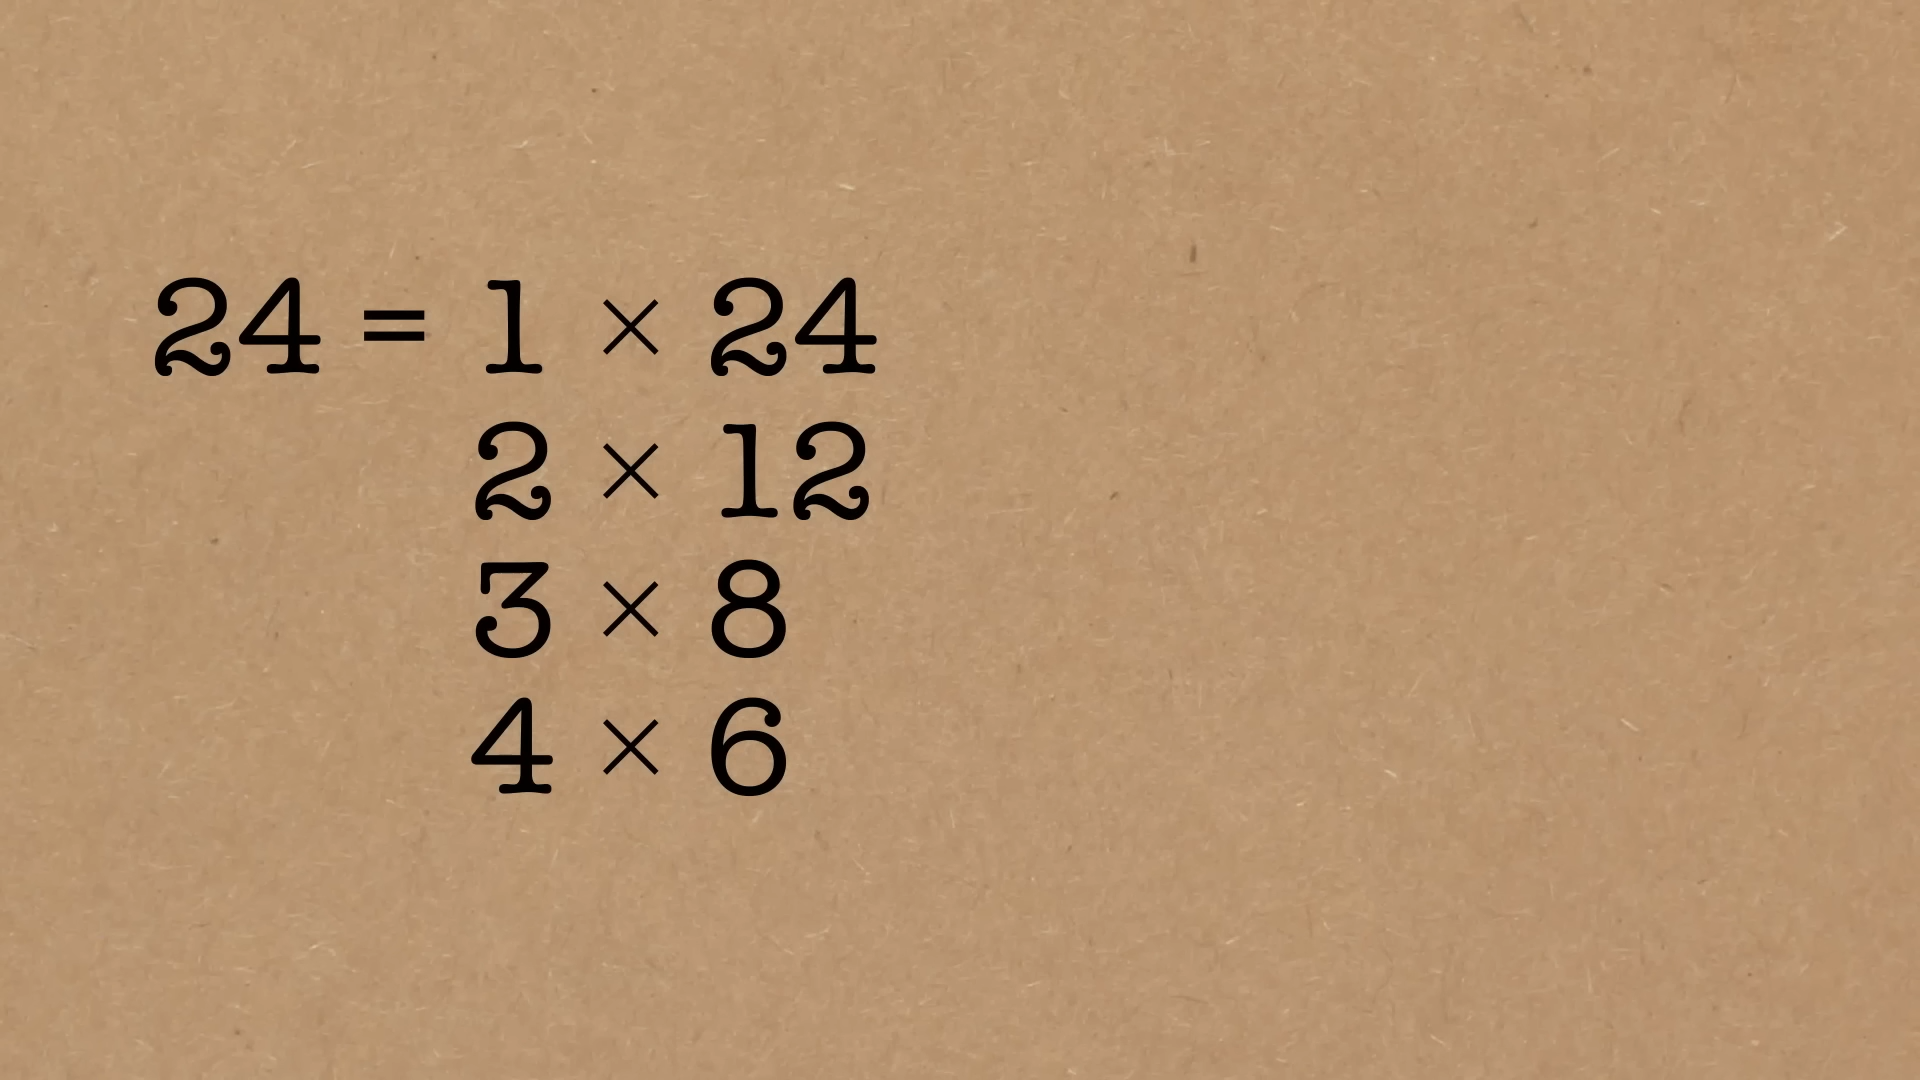 24 = 1 × 24
2 × 12
3 × 8
4 × 6